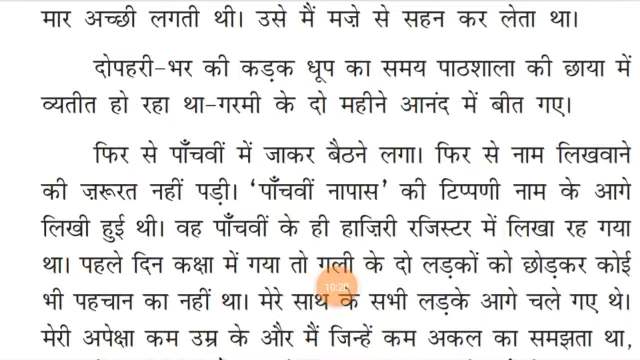 मार अच्छी लगती थी। उसे मैं मज़े से सहन कर लेता था।
दोपहरी-भर की कड़क धूप का समय पाठशाला की छाया में
व्यतीत हो रहा था-गरमी के दो महीने आनंद में बीत गए।
फिर से पाँचवीं में जाकर बैठने लगा। फिर से नाम लिखवाने
की ज़रूरत नहीं पड़ी। ‘पाँचवीं नापास’ की टिप्पणी नाम के आगे
लिखी हुई थी। वह पाँचवीं के ही हाज़िरी रजिस्टर में लिखा रह गया
था। पहले दिन कक्षा में गया तो गली के दो लड़कों को छोड़कर कोई
भी पहचान का नहीं था। मेरे साथ के सभी लड़के आगे चले गए थे।
मेरी अपेक्षा कम उम्र के और मैं जिन्हें कम अकल का समझता था,